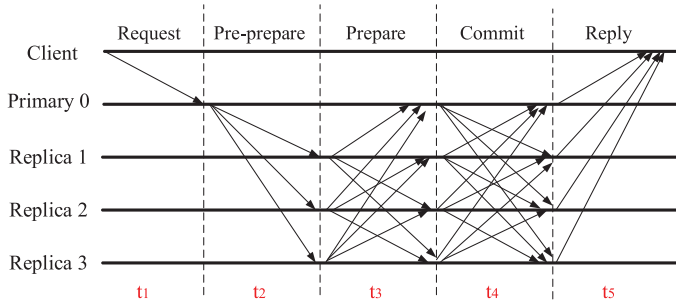 Request Pre-prepare Prepare Commit Reply
Client
Primary 0
Replica 1
Replica 2
Replica 3
t1 t2 t3 t4 t5